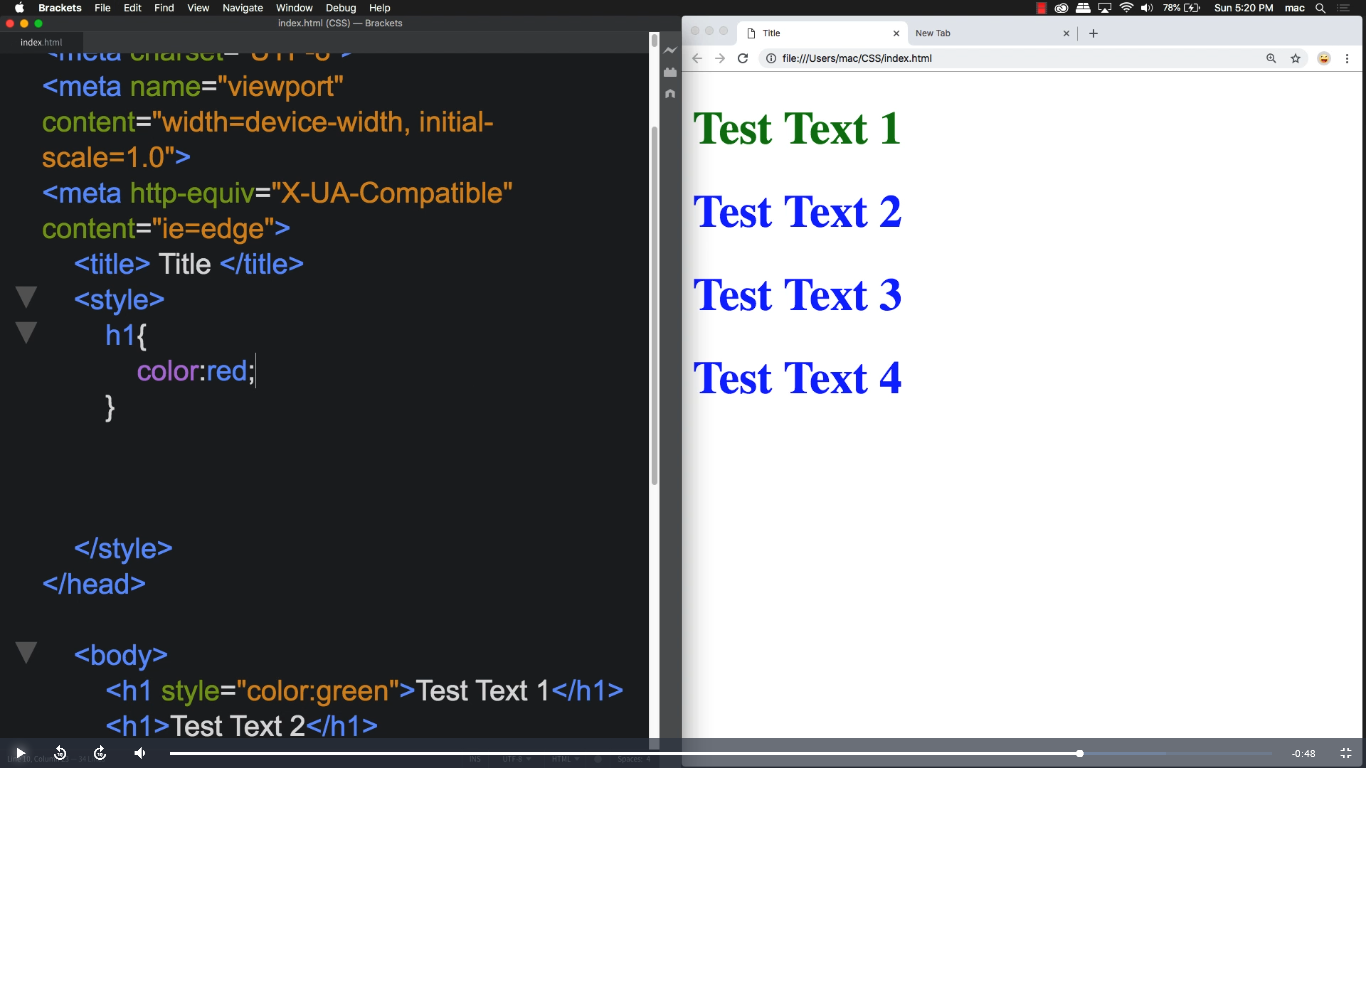 Brackets File Edit Find View Navigate Window Debug Help 78% Sun 5:20 PM mac
index.html (CSS) — Brackets
index.html
<meta charset="UTF-8">
<meta name="viewport"
content="width=device-width, initial-
scale=1.0">
<meta http-equiv="X-UA-Compatible"
content="ie=edge">
<title> Title </title>
<style>
h1{
color:red;
}
</style>
</head>
<body>
<h1 style="color:green">Test Text 1</h1>
<h1>Test Text 2</h1>
INS UTF-8 HTML Spaces: 4
Title New Tab
file:///Users/mac/CSS/index.html
Test Text 1
Test Text 2
Test Text 3
Test Text 4
-0:48